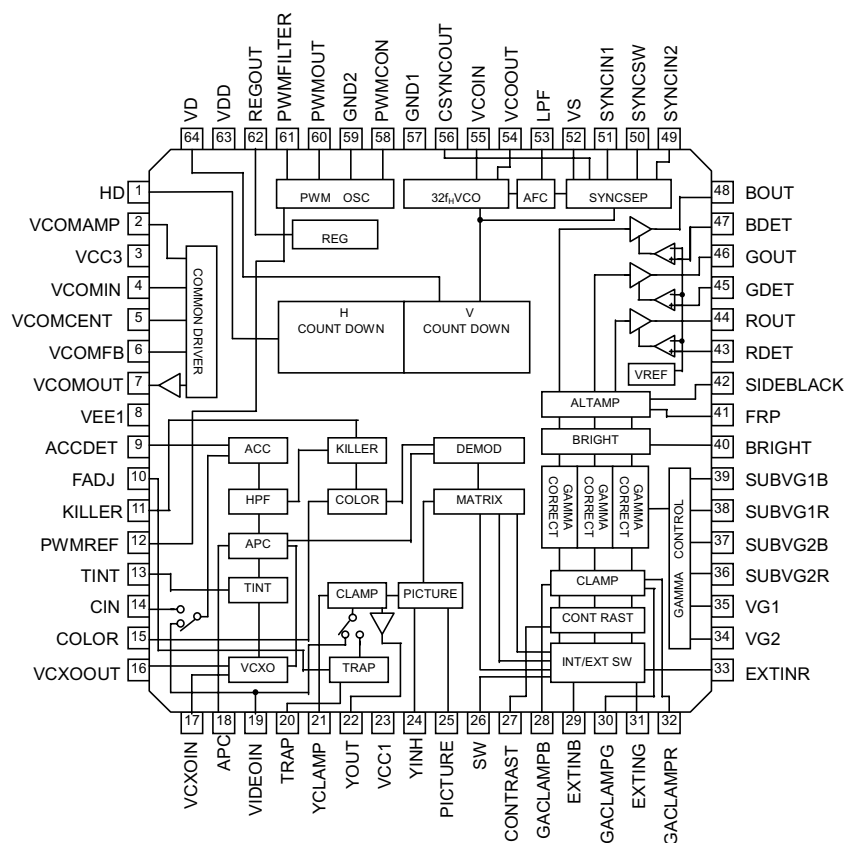 VD
VDD
REGOUT
PWMFILTER
PWMOUT
GND2
PWMCON
GND1
CSYNCOUT
VCOIN
VCOOUT
LPF
VS
SYNCIN1
SYNCSW
SYNCIN2
64
63
62
61
60
59
58
57
56
55
54
53
52
51
50
49
HD
1
VCOMAMP
2
VCC3
3
VCOMIN
4
VCOMCENT
5
VCOMFB
6
VCOMOUT
7
VEE1
8
ACCDET
9
FADJ
10
KILLER
11
PWMREF
12
TINT
13
CIN
14
COLOR
15
VCXOOUT
16
PWM OSC
32fHVCO
AFC
SYNCSEP
REG
COMMON DRIVER
H
COUNT DOWN
V
COUNT DOWN
VREF
ALTAMP
BRIGHT
ACC
KILLER
DEMOD
HPF
COLOR
MATRIX
GAMMA
CORRECT
GAMMA
CORRECT
GAMMA
CORRECT
GAMMA CONTROL
APC
TINT
CLAMP
PICTURE
CLAMP
CONT RAST
VCXO
TRAP
INT/EXT SW
48
BOUT
47
BDET
46
GOUT
45
GDET
44
ROUT
43
RDET
42
SIDEBLACK
41
FRP
40
BRIGHT
39
SUBVG1B
38
SUBVG1R
37
SUBVG2B
36
SUBVG2R
35
VG1
34
VG2
33
EXTINR
17
18
19
20
21
22
23
24
25
26
27
28
29
30
31
32
VCXOIN
APC
VIDEOIN
TRAP
YCLAMP
YOUT
VCC1
YINH
PICTURE
SW
CONTRAST
GACLAMPB
EXTINB
GACLAMPG
EXTING
GACLAMPR